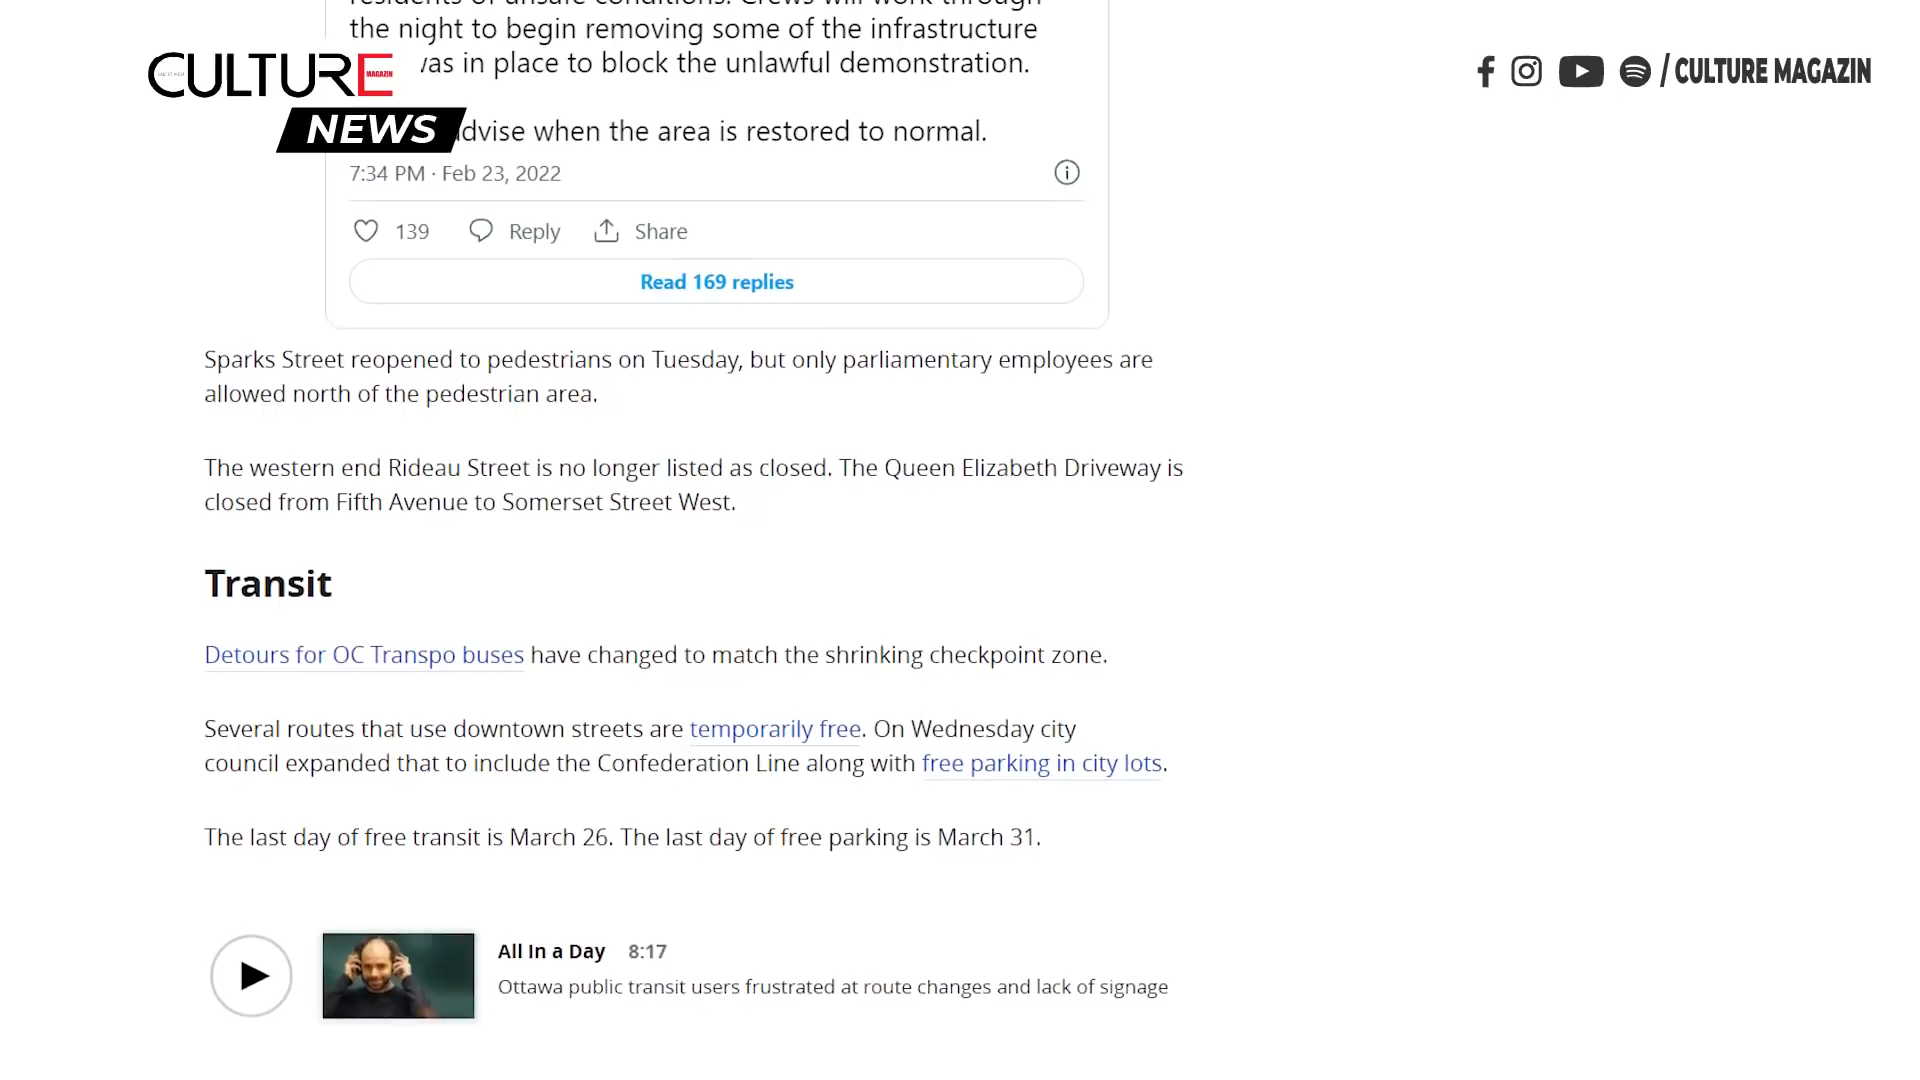 the night to begin removing some of the infrastructure
was in place to block the unlawful demonstration.
advise when the area is restored to normal.
7:34 PM · Feb 23, 2022
139 Reply Share
Read 169 replies
CULTURE
MAGAZIN
NEWS
/ CULTURE MAGAZIN
Sparks Street reopened to pedestrians on Tuesday, but only parliamentary employees are
allowed north of the pedestrian area.
The western end Rideau Street is no longer listed as closed. The Queen Elizabeth Driveway is
closed from Fifth Avenue to Somerset Street West.
Transit
Detours for OC Transpo buses have changed to match the shrinking checkpoint zone.
Several routes that use downtown streets are temporarily free. On Wednesday city
council expanded that to include the Confederation Line along with free parking in city lots.
The last day of free transit is March 26. The last day of free parking is March 31.
All In a Day 8:17
Ottawa public transit users frustrated at route changes and lack of signage